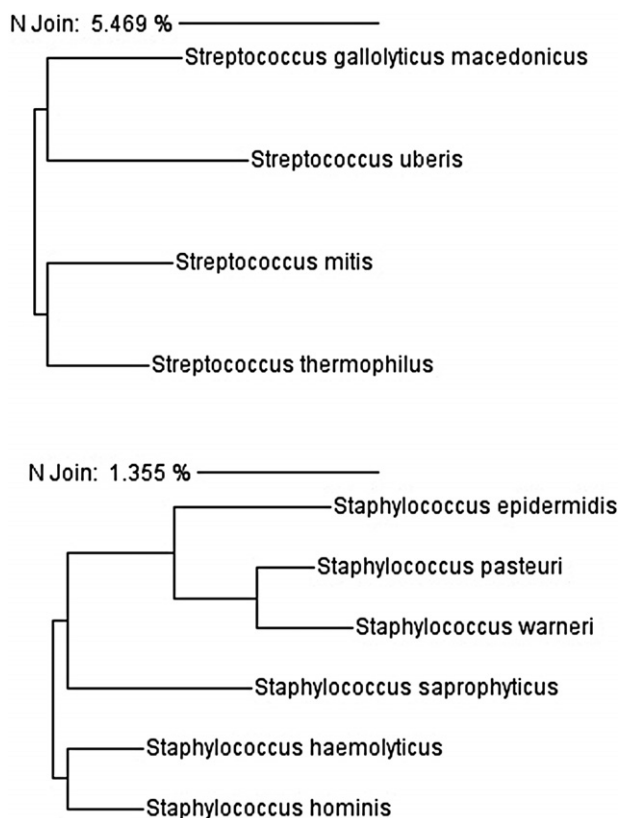 N Join: 5.469 %
Streptococcus gallolyticus macedonicus
Streptococcus uberis
Streptococcus mitis
Streptococcus thermophilus
N Join: 1.355 %
Staphylococcus epidermidis
Staphylococcus pasteuri
Staphylococcus warneri
Staphylococcus saprophyticus
Staphylococcus haemolyticus
Staphylococcus hominis